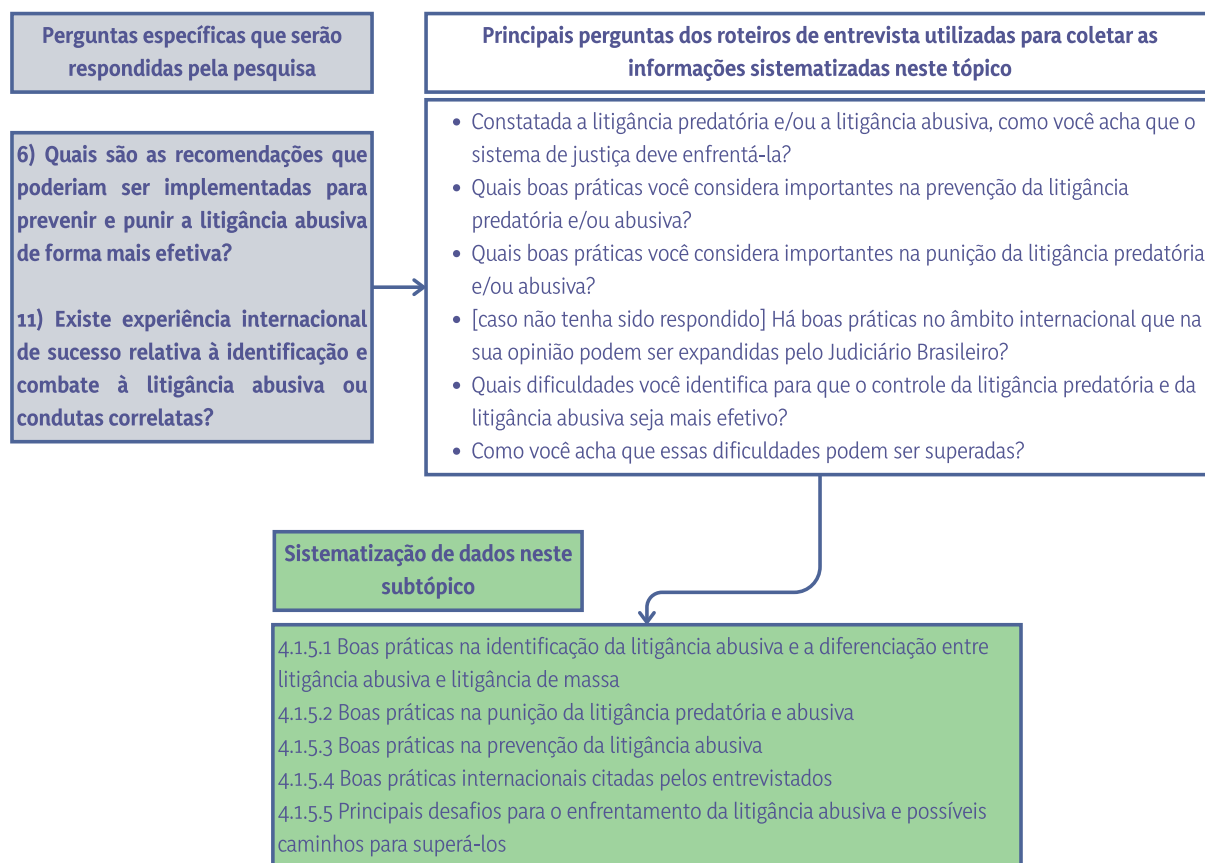 Perguntas específicas que serão
respondidas pela pesquisa
6) Quais são as recomendações que
poderiam ser implementadas para
prevenir e punir a litigância abusiva
de forma mais efetiva?
11) Existe experiência internacional
de sucesso relativa à identificação e
combate à litigância abusiva ou
condutas correlatas?
Principais perguntas dos roteiros de entrevista utilizadas para coletar as
informações sistematizadas neste tópico
• Constatada a litigância predatória e/ou a litigância abusiva, como você acha que o
sistema de justiça deve enfrentá-la?
• Quais boas práticas você considera importantes na prevenção da litigância
predatória e/ou abusiva?
• Quais boas práticas você considera importantes na punição da litigância predatória
e/ou abusiva?
• [caso não tenha sido respondido] Há boas práticas no âmbito internacional que na
sua opinião podem ser expandidas pelo Judiciário Brasileiro?
• Quais dificuldades você identifica para que o controle da litigância predatória e da
litigância abusiva seja mais efetivo?
• Como você acha que essas dificuldades podem ser superadas?
Sistematização de dados neste
subtópico
4.1.5.1 Boas práticas na identificação da litigância abusiva e a diferenciação entre
litigância abusiva e litigância de massa
4.1.5.2 Boas práticas na punição da litigância predatória e abusiva
4.1.5.3 Boas práticas na prevenção da litigância abusiva
4.1.5.4 Boas práticas internacionais citadas pelos entrevistados
4.1.5.5 Principais desafios para o enfrentamento da litigância abusiva e possíveis
caminhos para superá-los